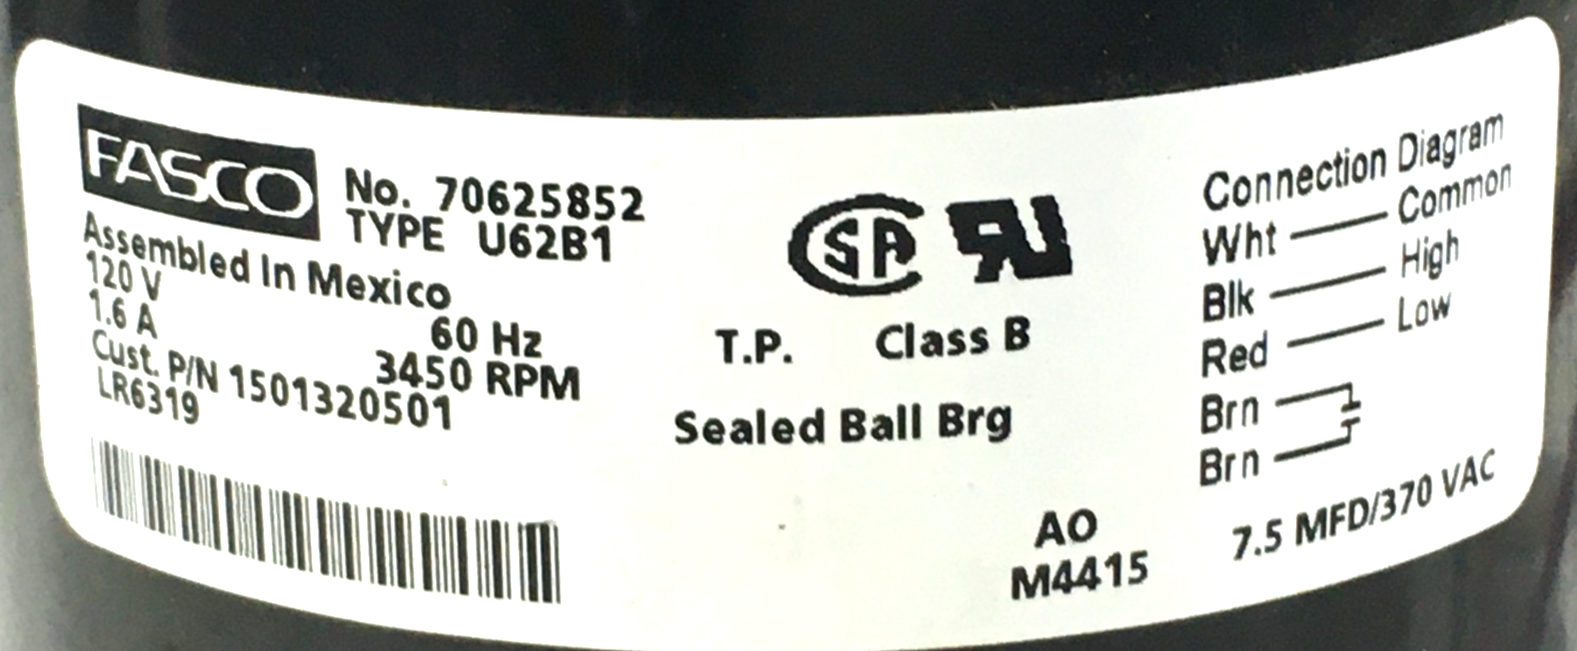 FASCO
No. 70625852
TYPE U62B1
Assembled In Mexico
120 V 60 Hz
1.6 A 3450 RPM
Cust. P/N 1501320501
LR6319
SA
T.P. Class B
Sealed Ball Brg
AO
M4415
Connection Diagram
Wht Common
Blk High
Red Low
Brn
Brn
7.5 MFD/370 VAC